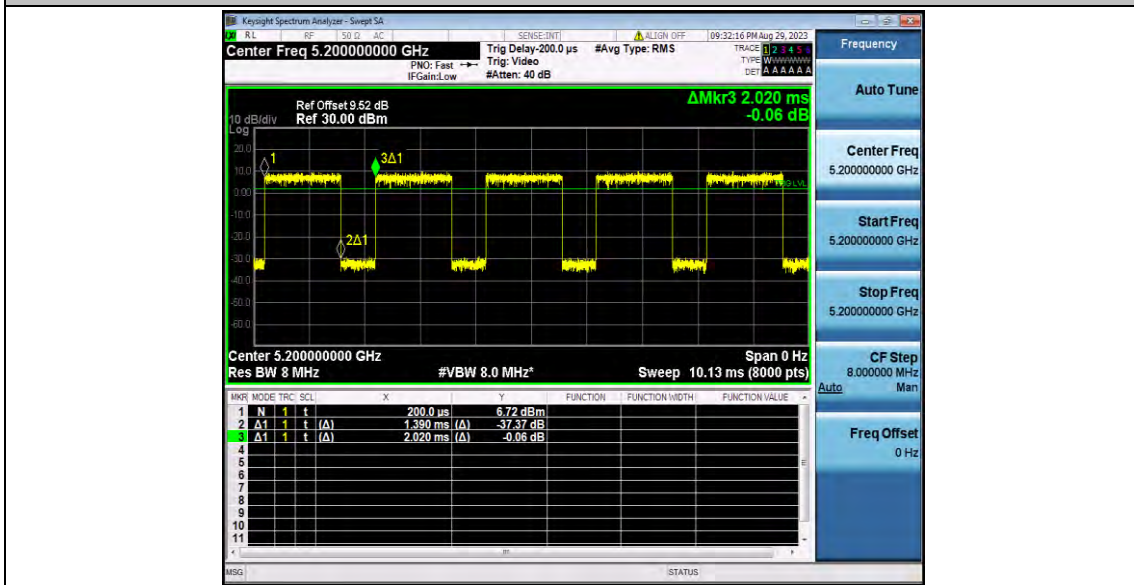 Keysight Spectrum Analyzer - Swept SA
RL RF 50 Ω AC SENSE:INT ALIGN OFF 09:32:16 PM Aug 29, 2023
Center Freq 5.200000000 GHz
Trig Delay-200.0 µs #Avg Type: RMS
TRACE 1 2 3 4 5 6
PNO: Fast
Trig: Video
TYPE WWWWWW
IFGain:Low
#Atten: 40 dB
DET A A A A A A
Frequency
Auto Tune
Center Freq
5.200000000 GHz
Start Freq
5.200000000 GHz
Stop Freq
5.200000000 GHz
CF Step
8.000000 MHz
Auto Man
Freq Offset
0 Hz
ΔMkr3 2.020 ms
-0.06 dB
Ref Offset 9.52 dB
10 dB/div Ref 30.00 dBm
Log
20.0
10.0
0.00
-10.0
-20.0
-30.0
-40.0
-50.0
-60.0
1
3Δ1
2Δ1
TRIG LVL
Center 5.200000000 GHz Span 0 Hz
Res BW 8 MHz #VBW 8.0 MHz* Sweep 10.13 ms (8000 pts)
MKR MODE TRC SCL X Y FUNCTION FUNCTION WIDTH FUNCTION VALUE
1 N 1 t 200.0 µs 6.72 dBm
2 Δ1 1 t (Δ) 1.390 ms (Δ) -37.37 dB
3 Δ1 1 t (Δ) 2.020 ms (Δ) -0.06 dB
4
5
6
7
8
9
10
11
MSG STATUS